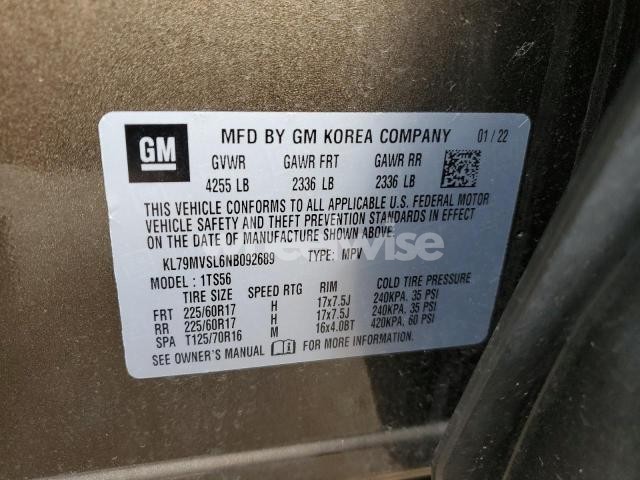 GM MFD BY GM KOREA COMPANY 01/22
GVWR GAWR FRT GAWR RR
4255 LB 2336 LB 2336 LB
THIS VEHICLE CONFORMS TO ALL APPLICABLE U.S. FEDERAL MOTOR
VEHICLE SAFETY AND THEFT PREVENTION STANDARDS IN EFFECT
ON THE DATE OF MANUFACTURE SHOWN ABOVE.
KL79MVSL6NB092689 TYPE: MPV
MODEL: 1TS56
TIRE SIZE SPEED RTG RIM COLD TIRE PRESSURE
FRT 225/60R17 H 17x7.5J 240KPA, 35 PSI
RR 225/60R17 H 17x7.5J 240KPA, 35 PSI
SPA T125/70R16 M 16x4.0BT 420KPA, 60 PSI
SEE OWNER'S MANUAL FOR MORE INFORMATION.